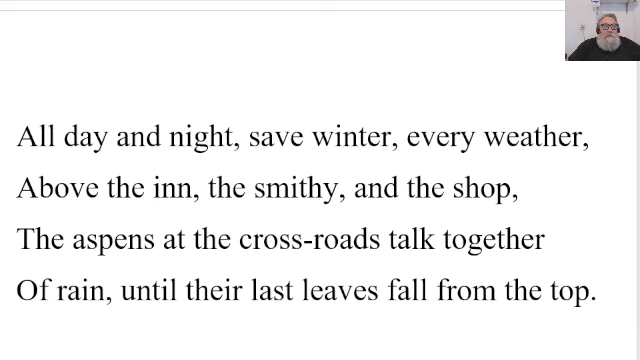 All day and night, save winter, every weather,
Above the inn, the smithy, and the shop,
The aspens at the cross-roads talk together
Of rain, until their last leaves fall from the top.